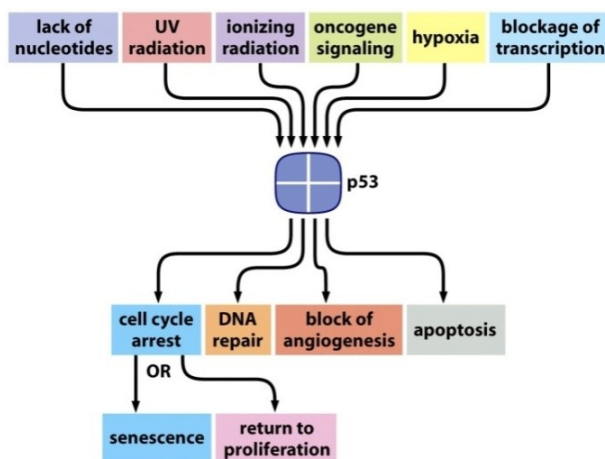 lack of
nucleotides
UV
radiation
ionizing
radiation
oncogene
signaling
hypoxia
blockage of
transcription
p53
cell cycle
arrest
DNA
repair
block of
angiogenesis
apoptosis
OR
senescence
return to
proliferation